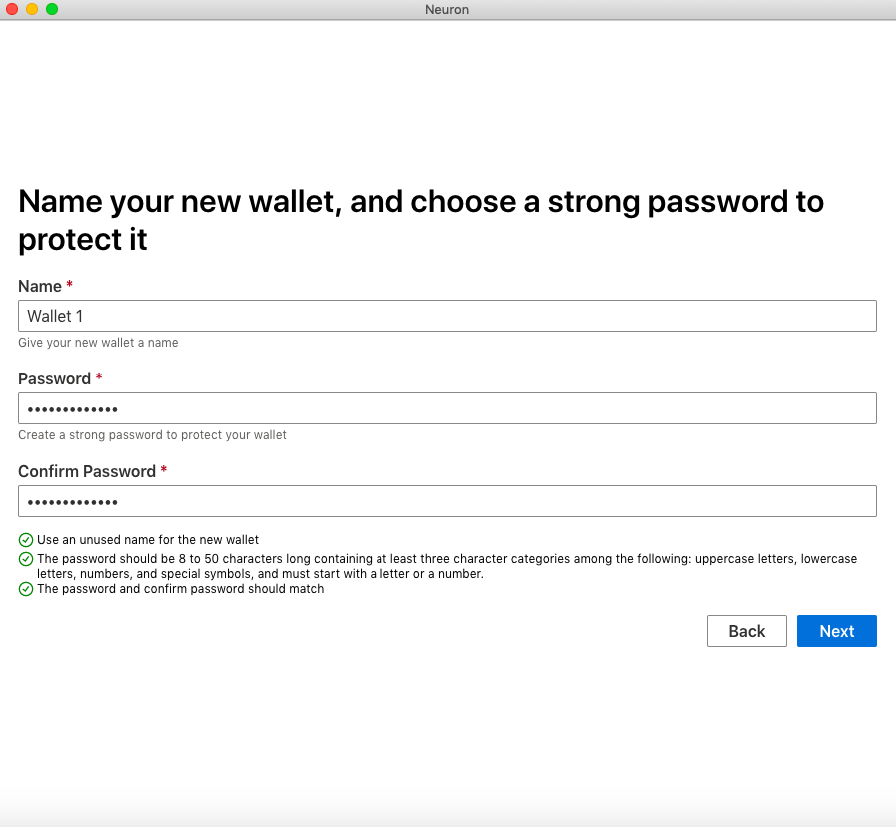 Neuron
Name your new wallet, and choose a strong password to
protect it
Name *
Wallet 1
Give your new wallet a name
Password *
•••••••••••••
Create a strong password to protect your wallet
Confirm Password *
•••••••••••••
Use an unused name for the new wallet
The password should be 8 to 50 characters long containing at least three character categories among the following: uppercase letters, lowercase
letters, numbers, and special symbols, and must start with a letter or a number.
The password and confirm password should match
Back
Next